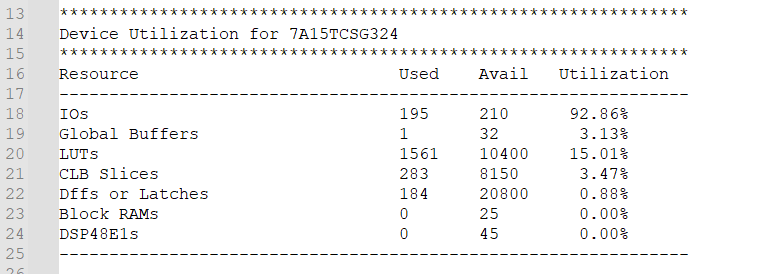 13 ***************************************************************
14 Device Utilization for 7A15TCSG324
15 ***************************************************************
16 Resource                          Used    Avail   Utilization
17 ---------------------------------------------------------------
18 IOs                               195     210      92.86%
19 Global Buffers                    1       32        3.13%
20 LUTs                              1561    10400    15.01%
21 CLB Slices                        283     8150      3.47%
22 Dffs or Latches                   184     20800     0.88%
23 Block RAMs                        0       25        0.00%
24 DSP48E1s                          0       45        0.00%
25 ---------------------------------------------------------------